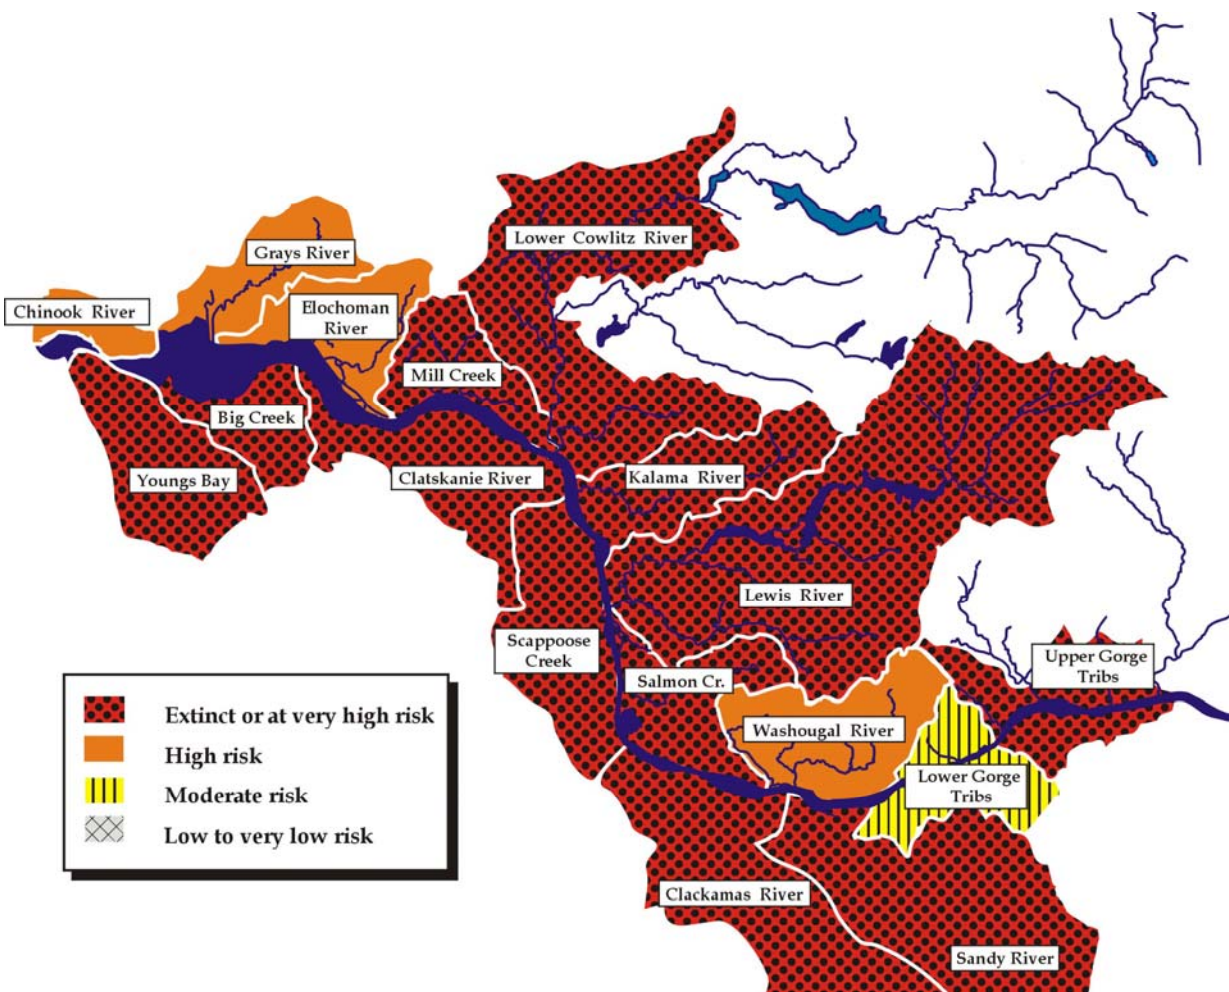 Lower Cowlitz River
Grays River
Chinook River
Elochoman
River
Mill Creek
Big Creek
Youngs Bay
Clatskanie River
Kalama River
Lewis River
Scappoose
Creek
Salmon Cr.
Upper Gorge
Tribs
Washougal River
Lower Gorge
Tribs
Clackamas River
Sandy River
Extinct or at very high risk
High risk
Moderate risk
Low to very low risk